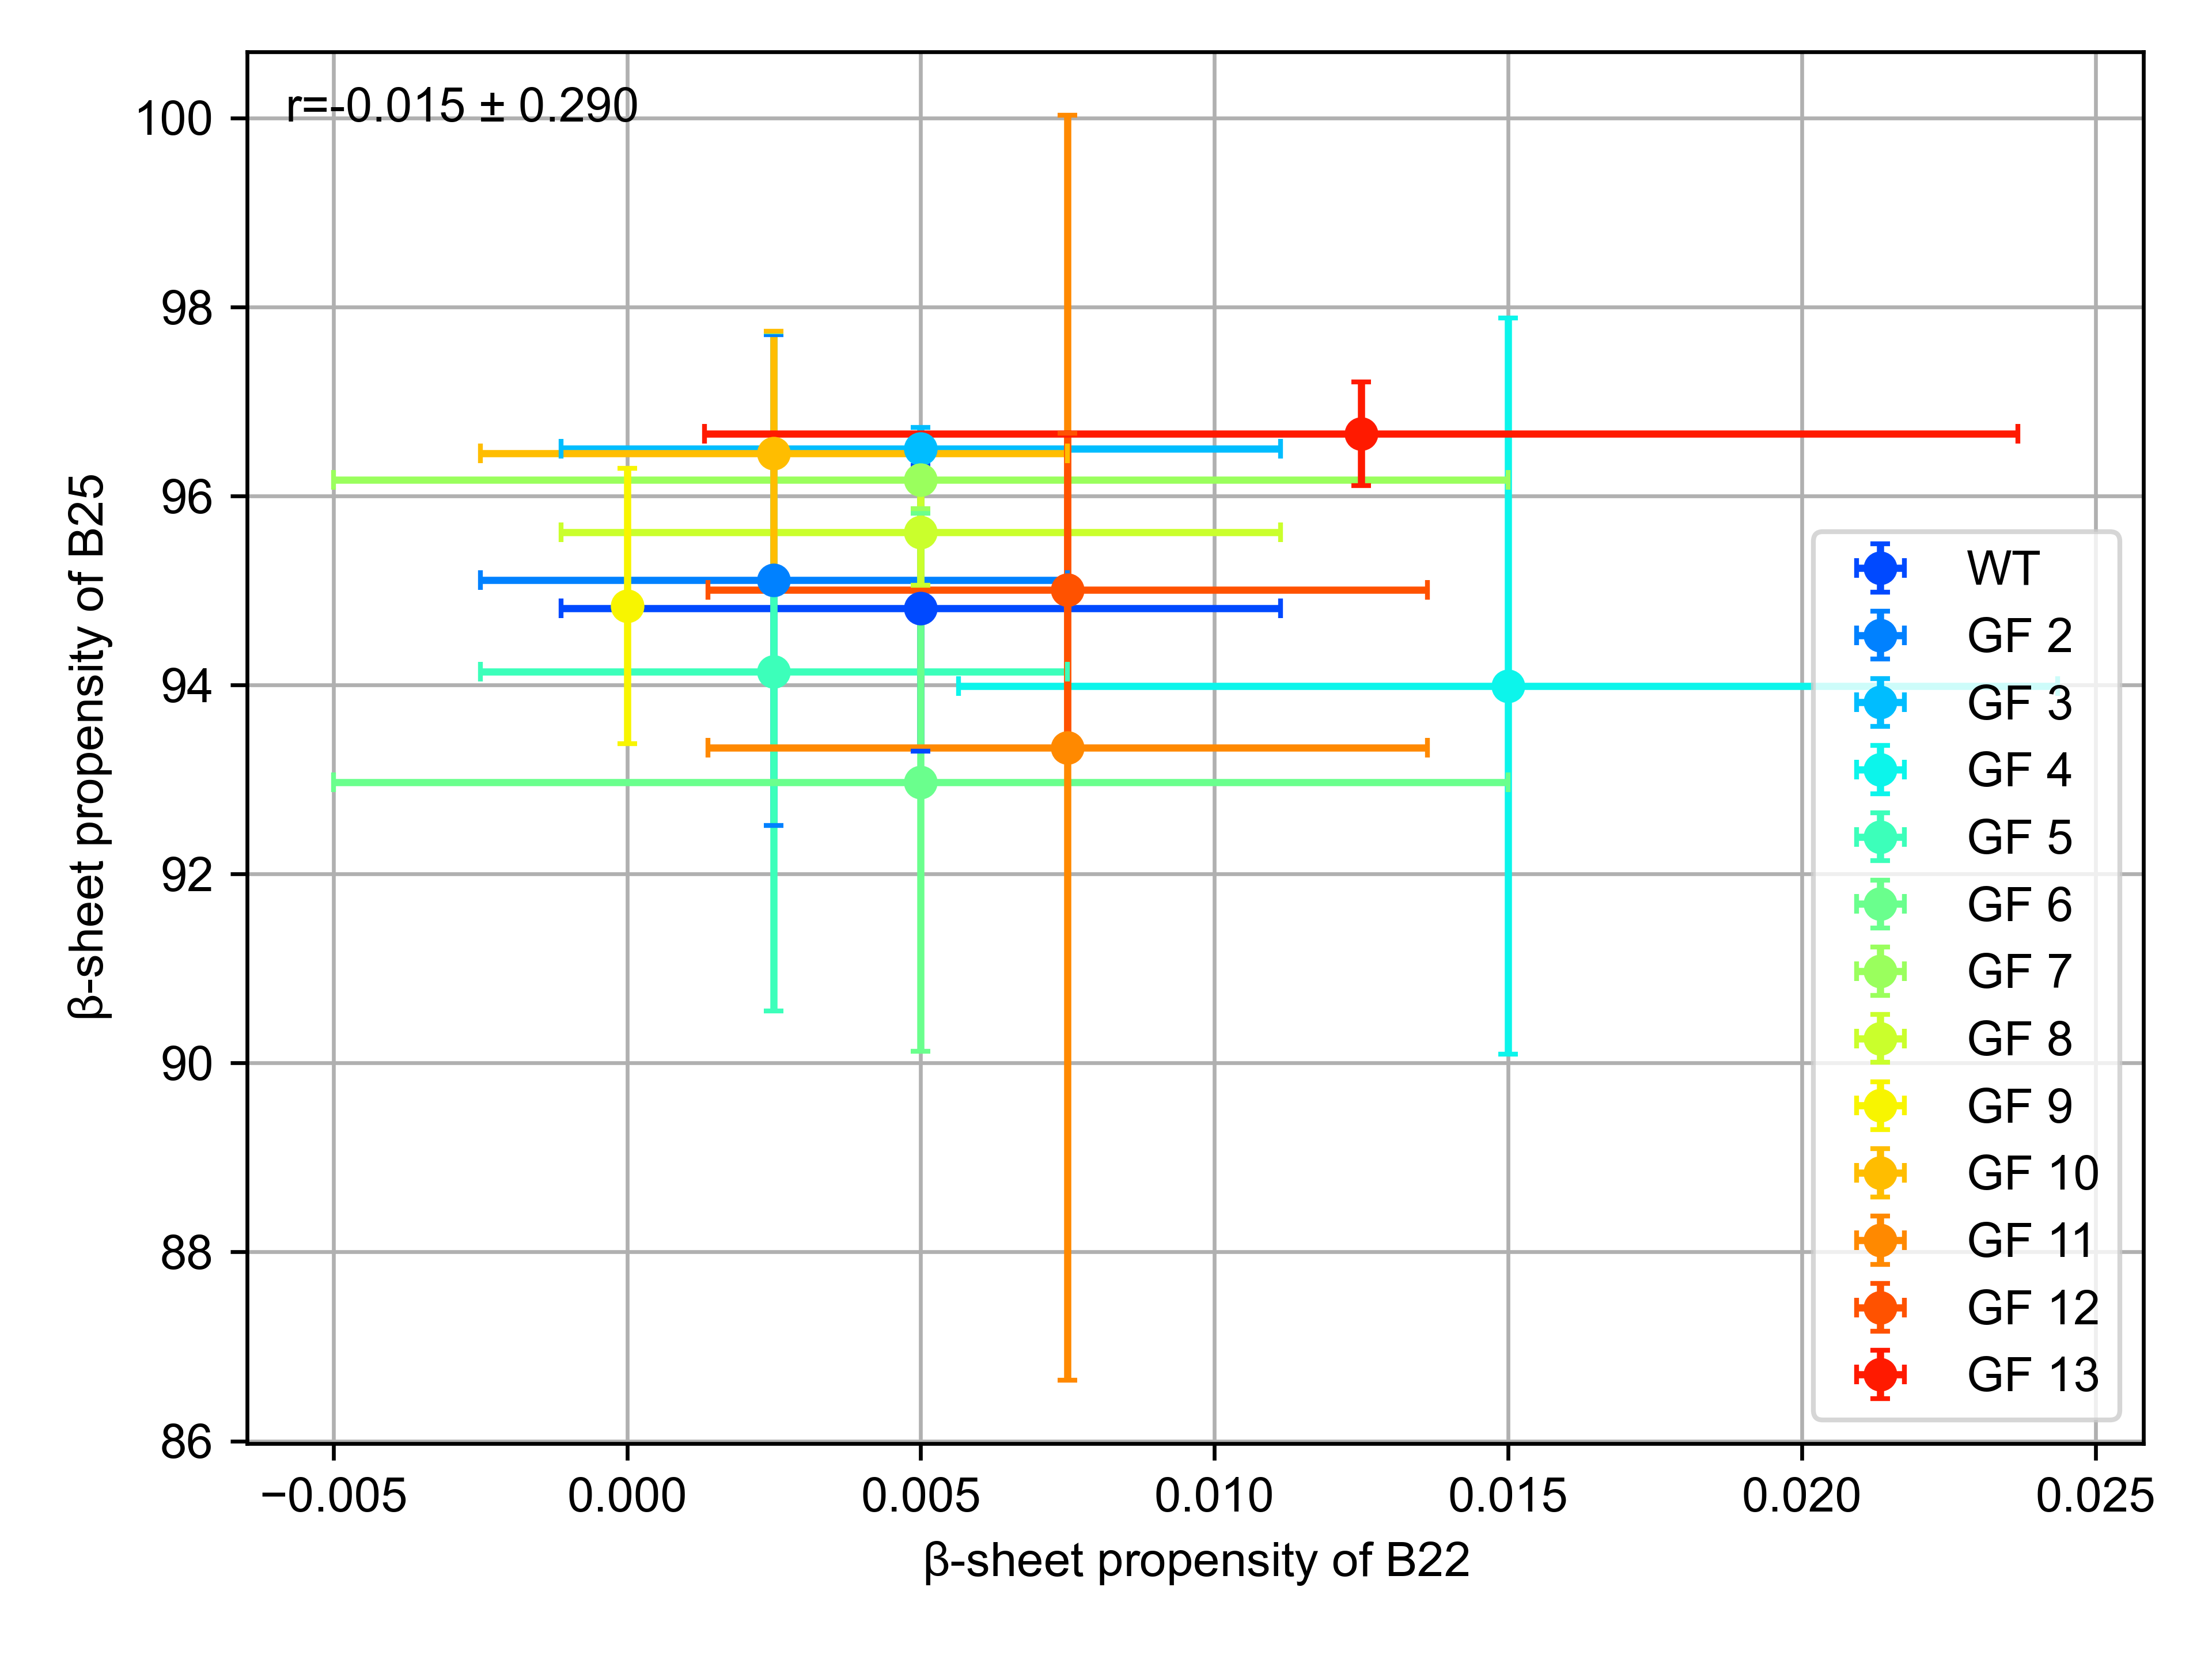 r=-0.015 ± 0.290
100
98
96
94
92
90
88
86
β-sheet propensity of B25
−0.005
0.000
0.005
0.010
0.015
0.020
0.025
β-sheet propensity of B22
WT
GF 2
GF 3
GF 4
GF 5
GF 6
GF 7
GF 8
GF 9
GF 10
GF 11
GF 12
GF 13